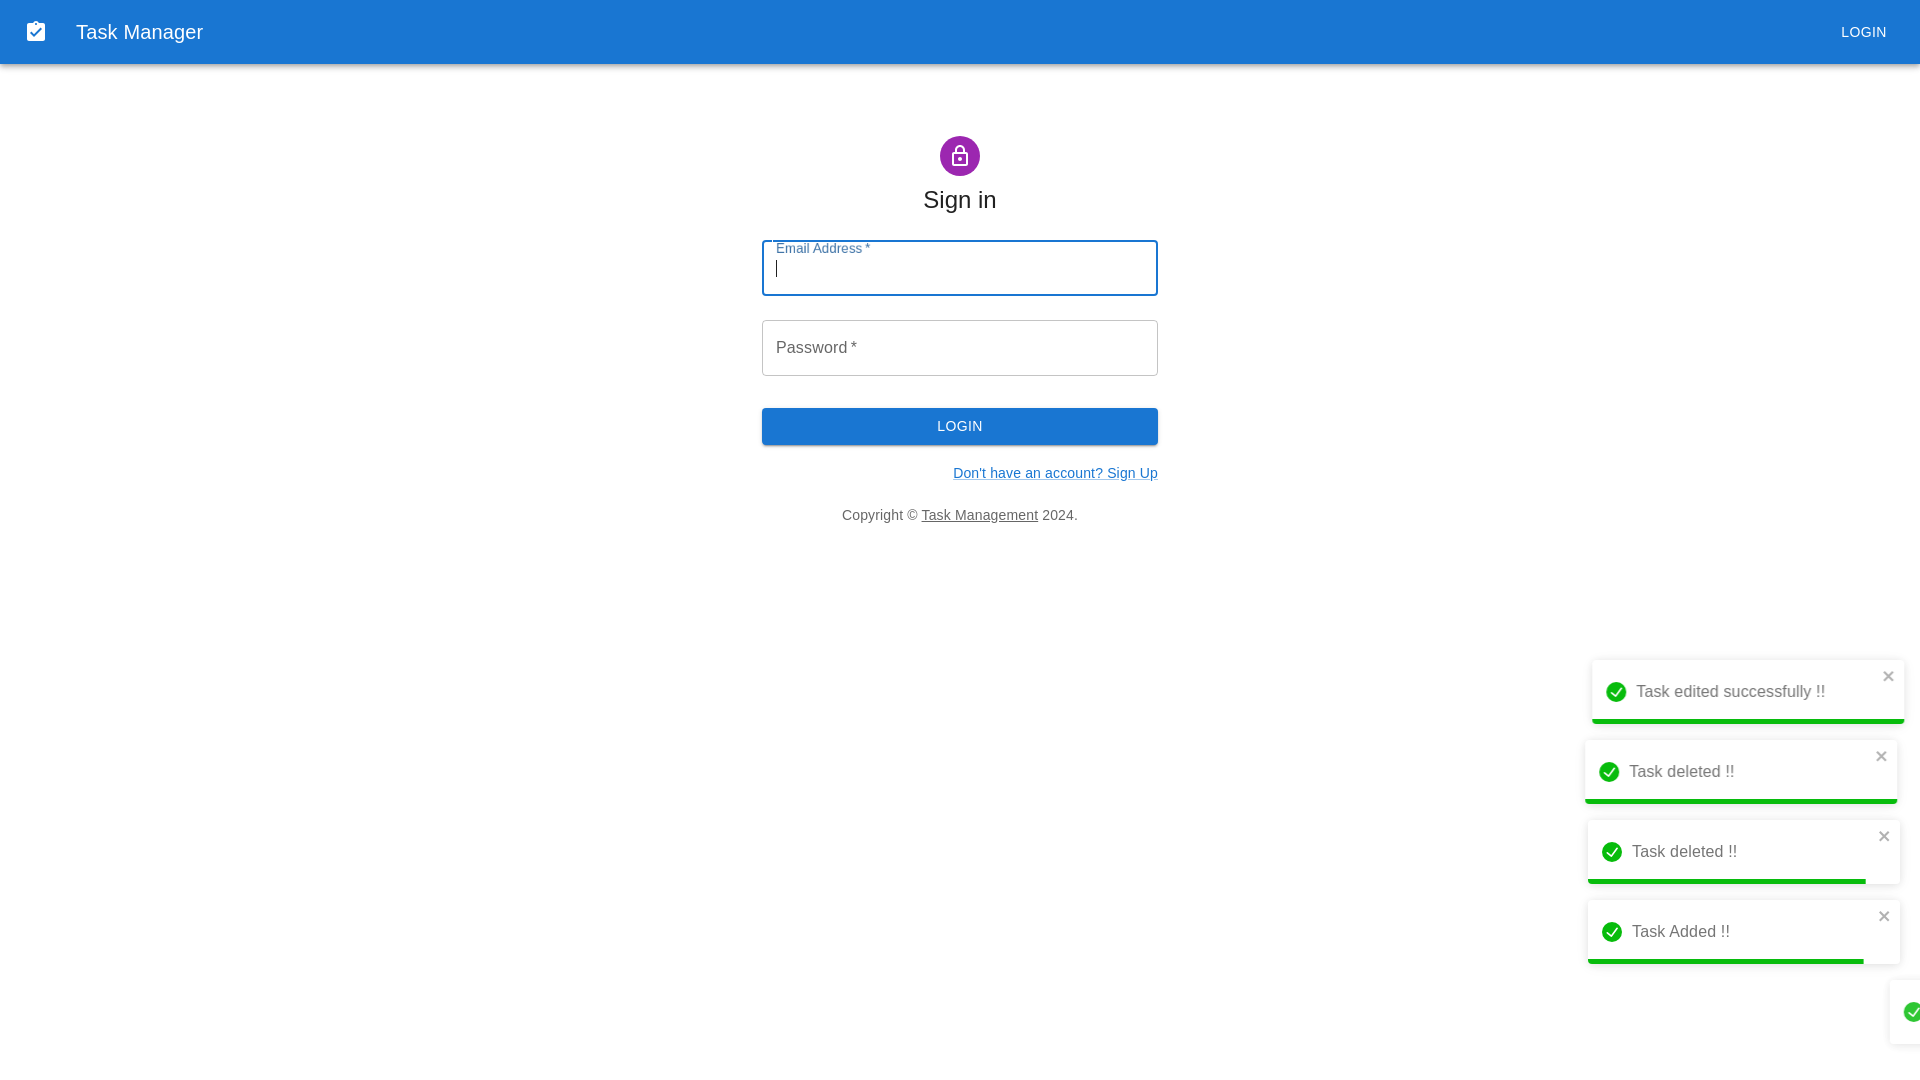 Task Manager
LOGIN
Sign in
Email Address *
Password *
LOGIN
Don't have an account? Sign Up
Copyright © Task Management 2024.
Task edited successfully !!
Task deleted !!
Task deleted !!
Task Added !!